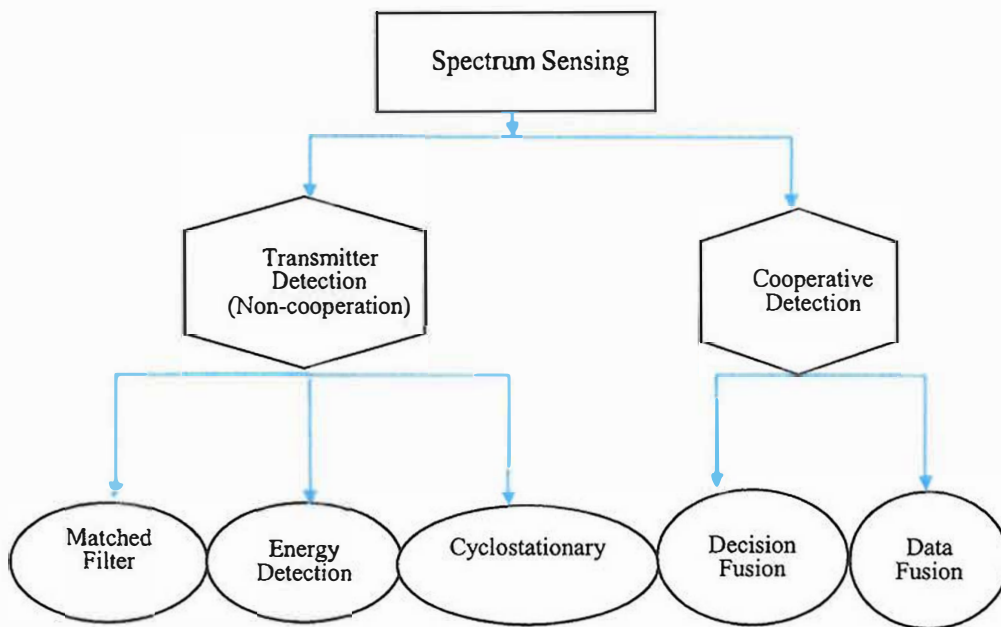 Spectrum Sensing
Transmitter
Detection
(Non-cooperation)
Cooperative
Detection
Matched
Filter
Energy
Detection
Cyclostationary
Decision
Fusion
Data
Fusion